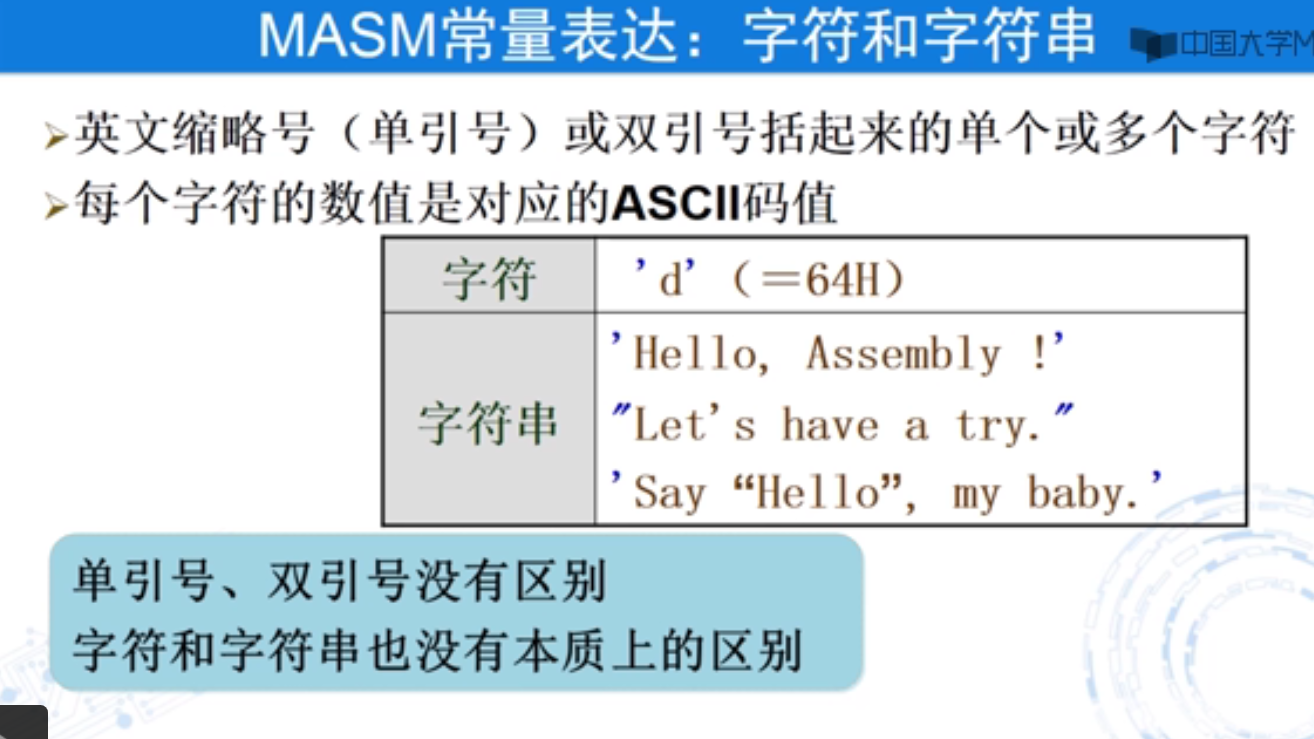 MASM常量表达：字符和字符串
中国大学M
➢英文缩略号（单引号）或双引号括起来的单个或多个字符
➢每个字符的数值是对应的ASCII码值
字符
'd'（＝64H）
字符串
'Hello, Assembly !'
"Let's have a try."
'Say “Hello”, my baby.'
单引号、双引号没有区别
字符和字符串也没有本质上的区别